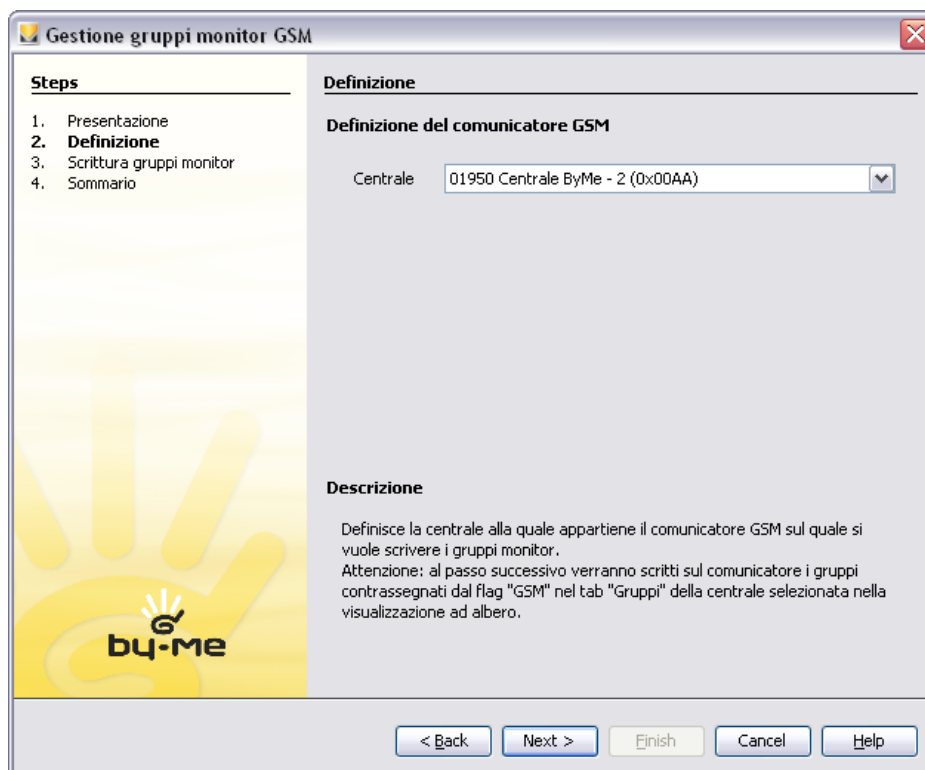 Gestione gruppi monitor GSM
Steps
1. Presentazione
2. Definizione
3. Scrittura gruppi monitor
4. Sommario
by-me
Definizione
Definizione del comunicatore GSM
Centrale 01950 Centrale ByMe - 2 (0x00AA)
Descrizione
Definisce la centrale alla quale appartiene il comunicatore GSM sul quale si
vuole scrivere i gruppi monitor.
Attenzione: al passo successivo verranno scritti sul comunicatore i gruppi
contrassegnati dal flag "GSM" nel tab "Gruppi" della centrale selezionata nella
visualizzazione ad albero.
< Back Next > Finish Cancel Help